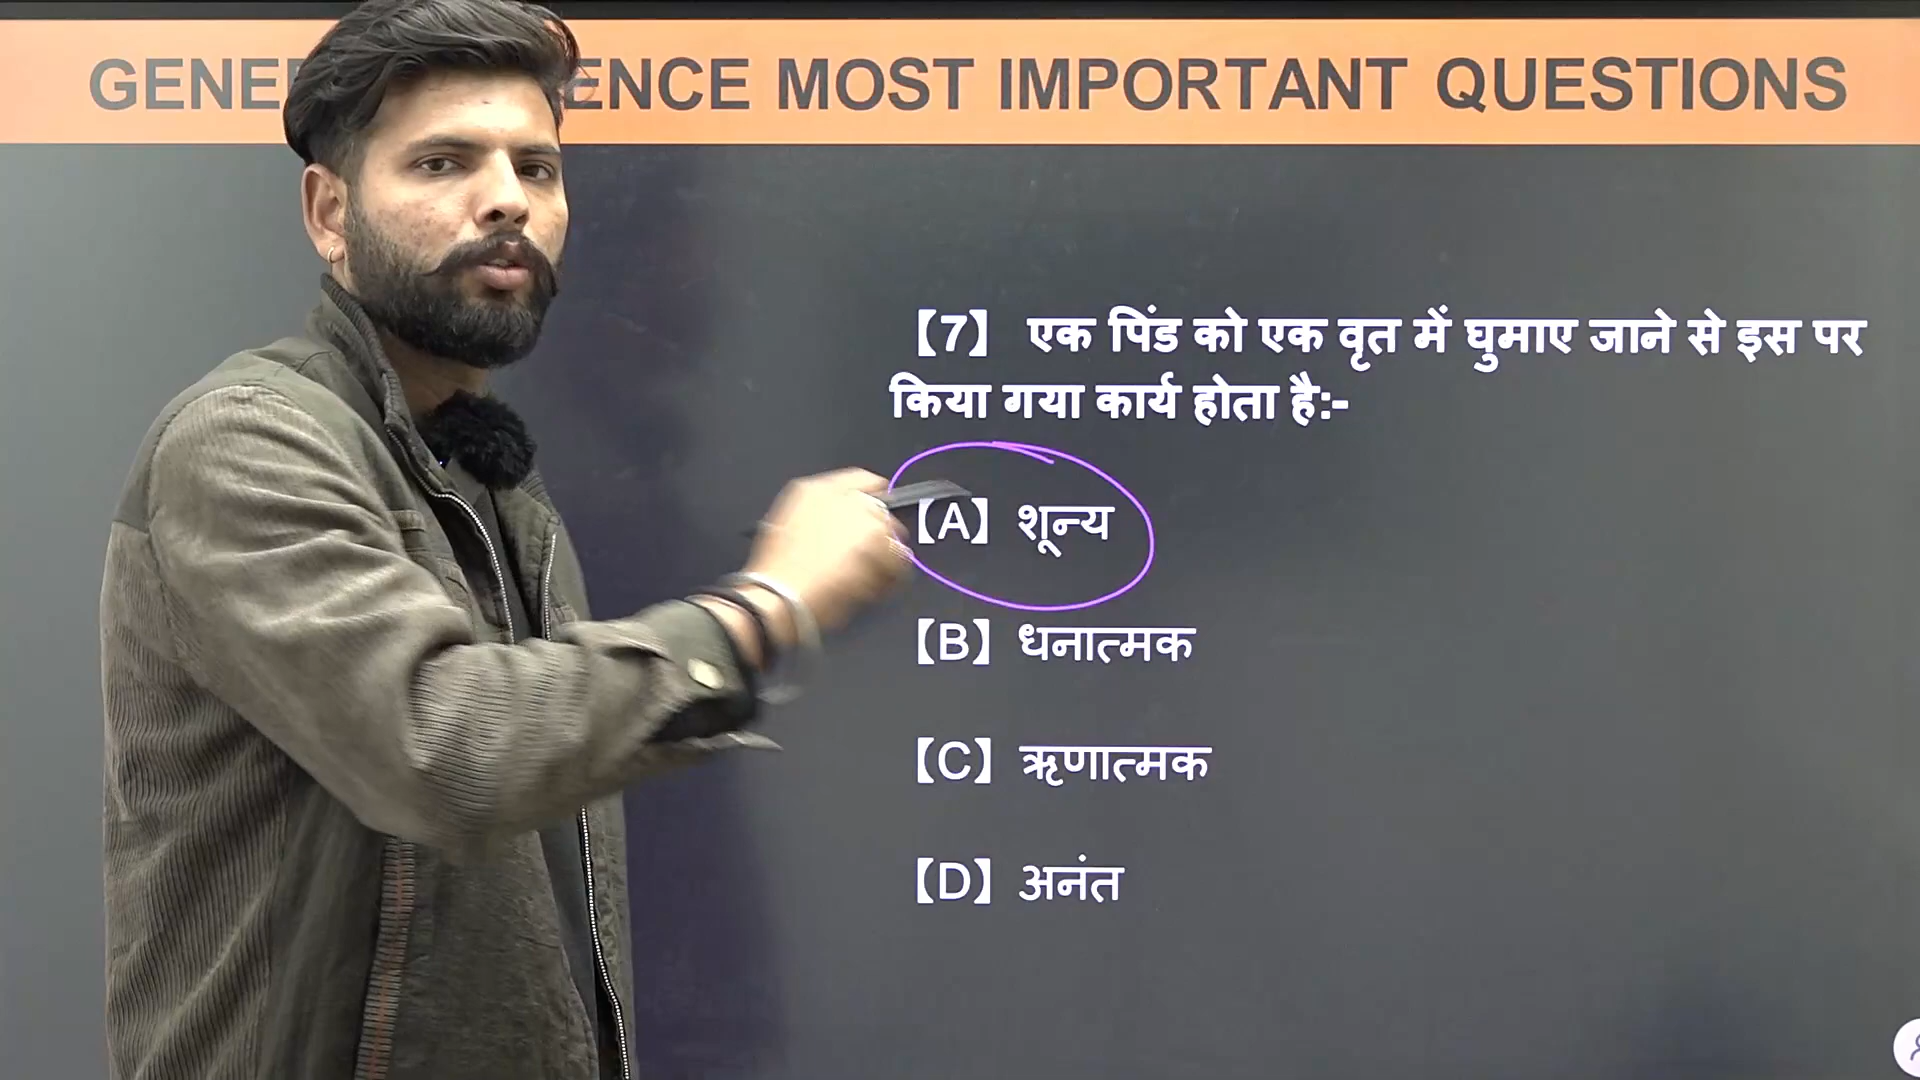 GENE ENCE MOST IMPORTANT QUESTIONS
【7】 एक पिंड को एक वृत में घुमाए जाने से इस पर
किया गया कार्य होता है:-
【A】 शून्य
【B】 धनात्मक
【C】 ऋणात्मक
【D】 अनंत